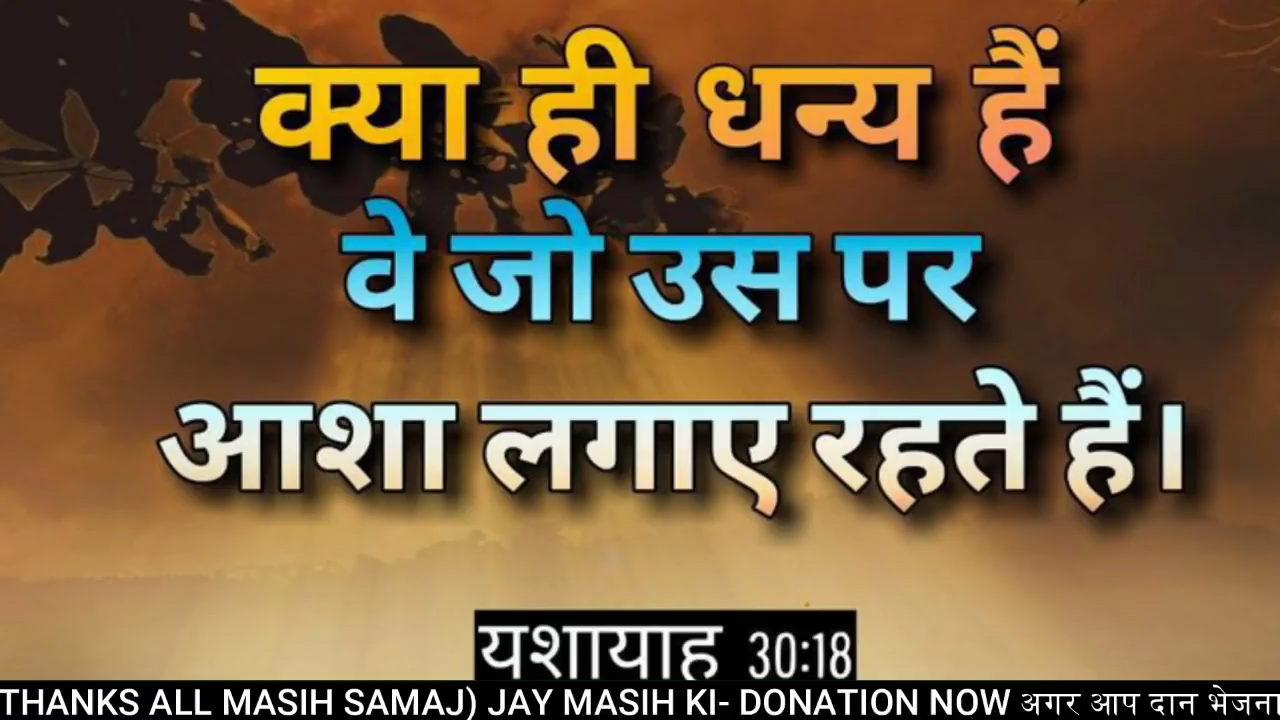 क्या ही धन्य हैं
वे जो उस पर
आशा लगाए रहते हैं।
यशायाह 30:18
THANKS ALL MASIH SAMAJ) JAY MASIH KI- DONATION NOW अगर आप दान भेजना